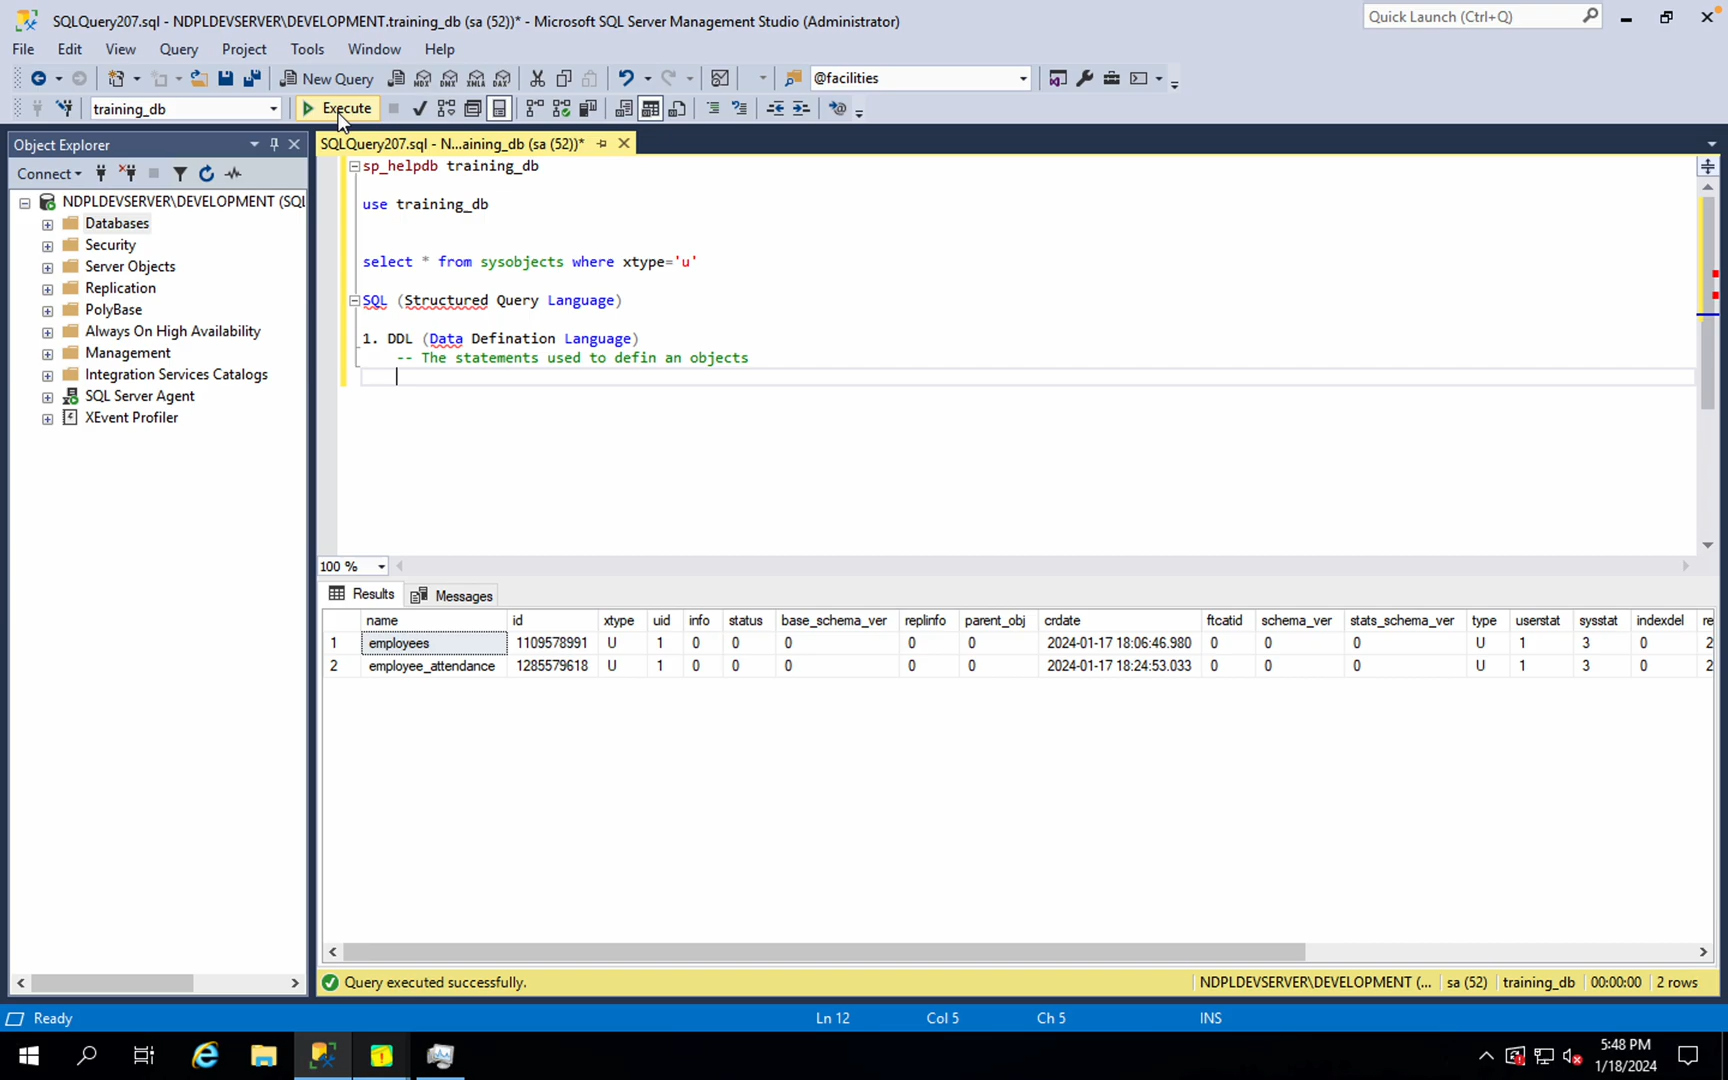 SQLQuery207.sql - NDPLDEVSERVER\DEVELOPMENT.training_db (sa (52))* - Microsoft SQL Server Management Studio (Administrator)
Quick Launch (Ctrl+Q)
File Edit View Query Project Tools Window Help
New Query MDX DMX XMLA DAX @facilities
training_db Execute
Object Explorer
SQLQuery207.sql - N...aining_db (sa (52))*
Connect
NDPLDEVSERVER\DEVELOPMENT (SQL
Databases
Security
Server Objects
Replication
PolyBase
Always On High Availability
Management
Integration Services Catalogs
SQL Server Agent
XEvent Profiler
sp_helpdb training_db
use training_db
select * from sysobjects where xtype='u'
SQL (Structured Query Language)
1. DDL (Data Defination Language)
-- The statements used to defin an objects
100 %
Results Messages
name id xtype uid info status base_schema_ver replinfo parent_obj crdate ftcatid schema_ver stats_schema_ver type userstat sysstat indexdel re
1 employees 1109578991 U 1 0 0 0 0 0 2024-01-17 18:06:46.980 0 0 0 U 1 3 0 2
2 employee_attendance 1285579618 U 1 0 0 0 0 0 2024-01-17 18:24:53.033 0 0 0 U 1 3 0 2
Query executed successfully. NDPLDEVSERVER\DEVELOPMENT (... sa (52) training_db 00:00:00 2 rows
Ready Ln 12 Col 5 Ch 5 INS
5:48 PM
1/18/2024